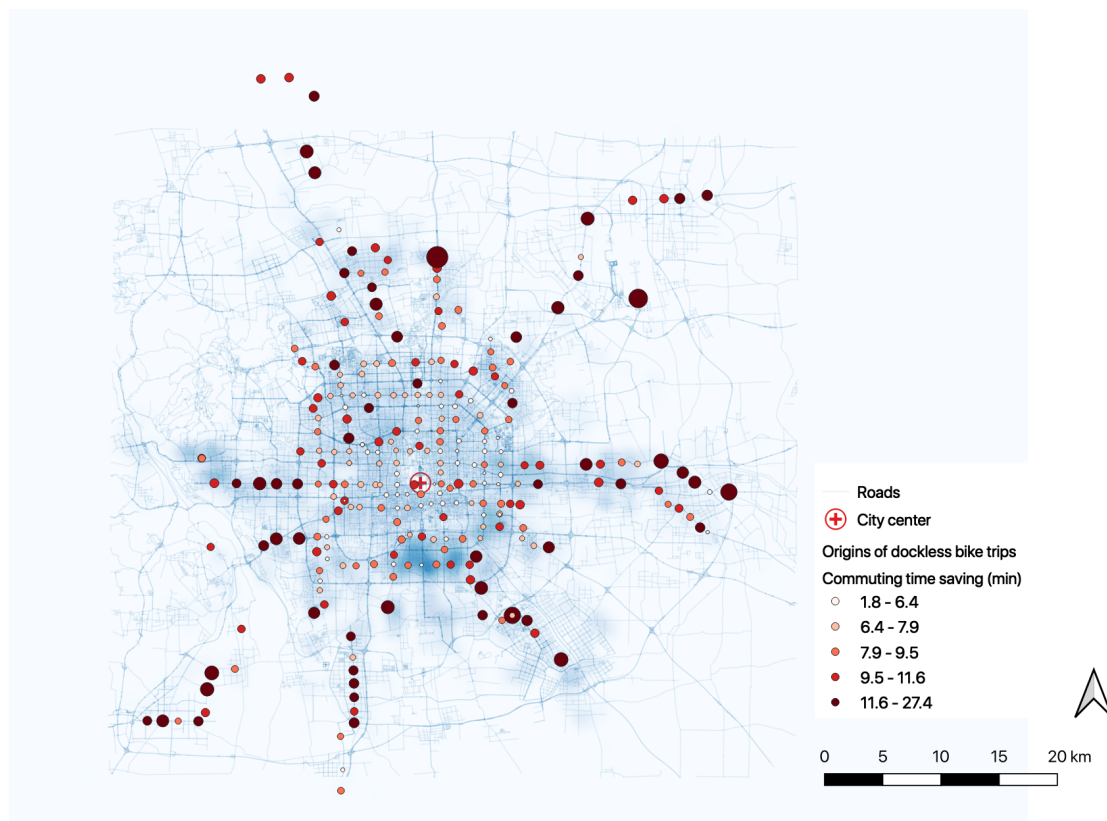 Roads
City center
Origins of dockless bike trips
Commuting time saving (min)
1.8 - 6.4
6.4 - 7.9
7.9 - 9.5
9.5 - 11.6
11.6 - 27.4
0 5 10 15 20 km